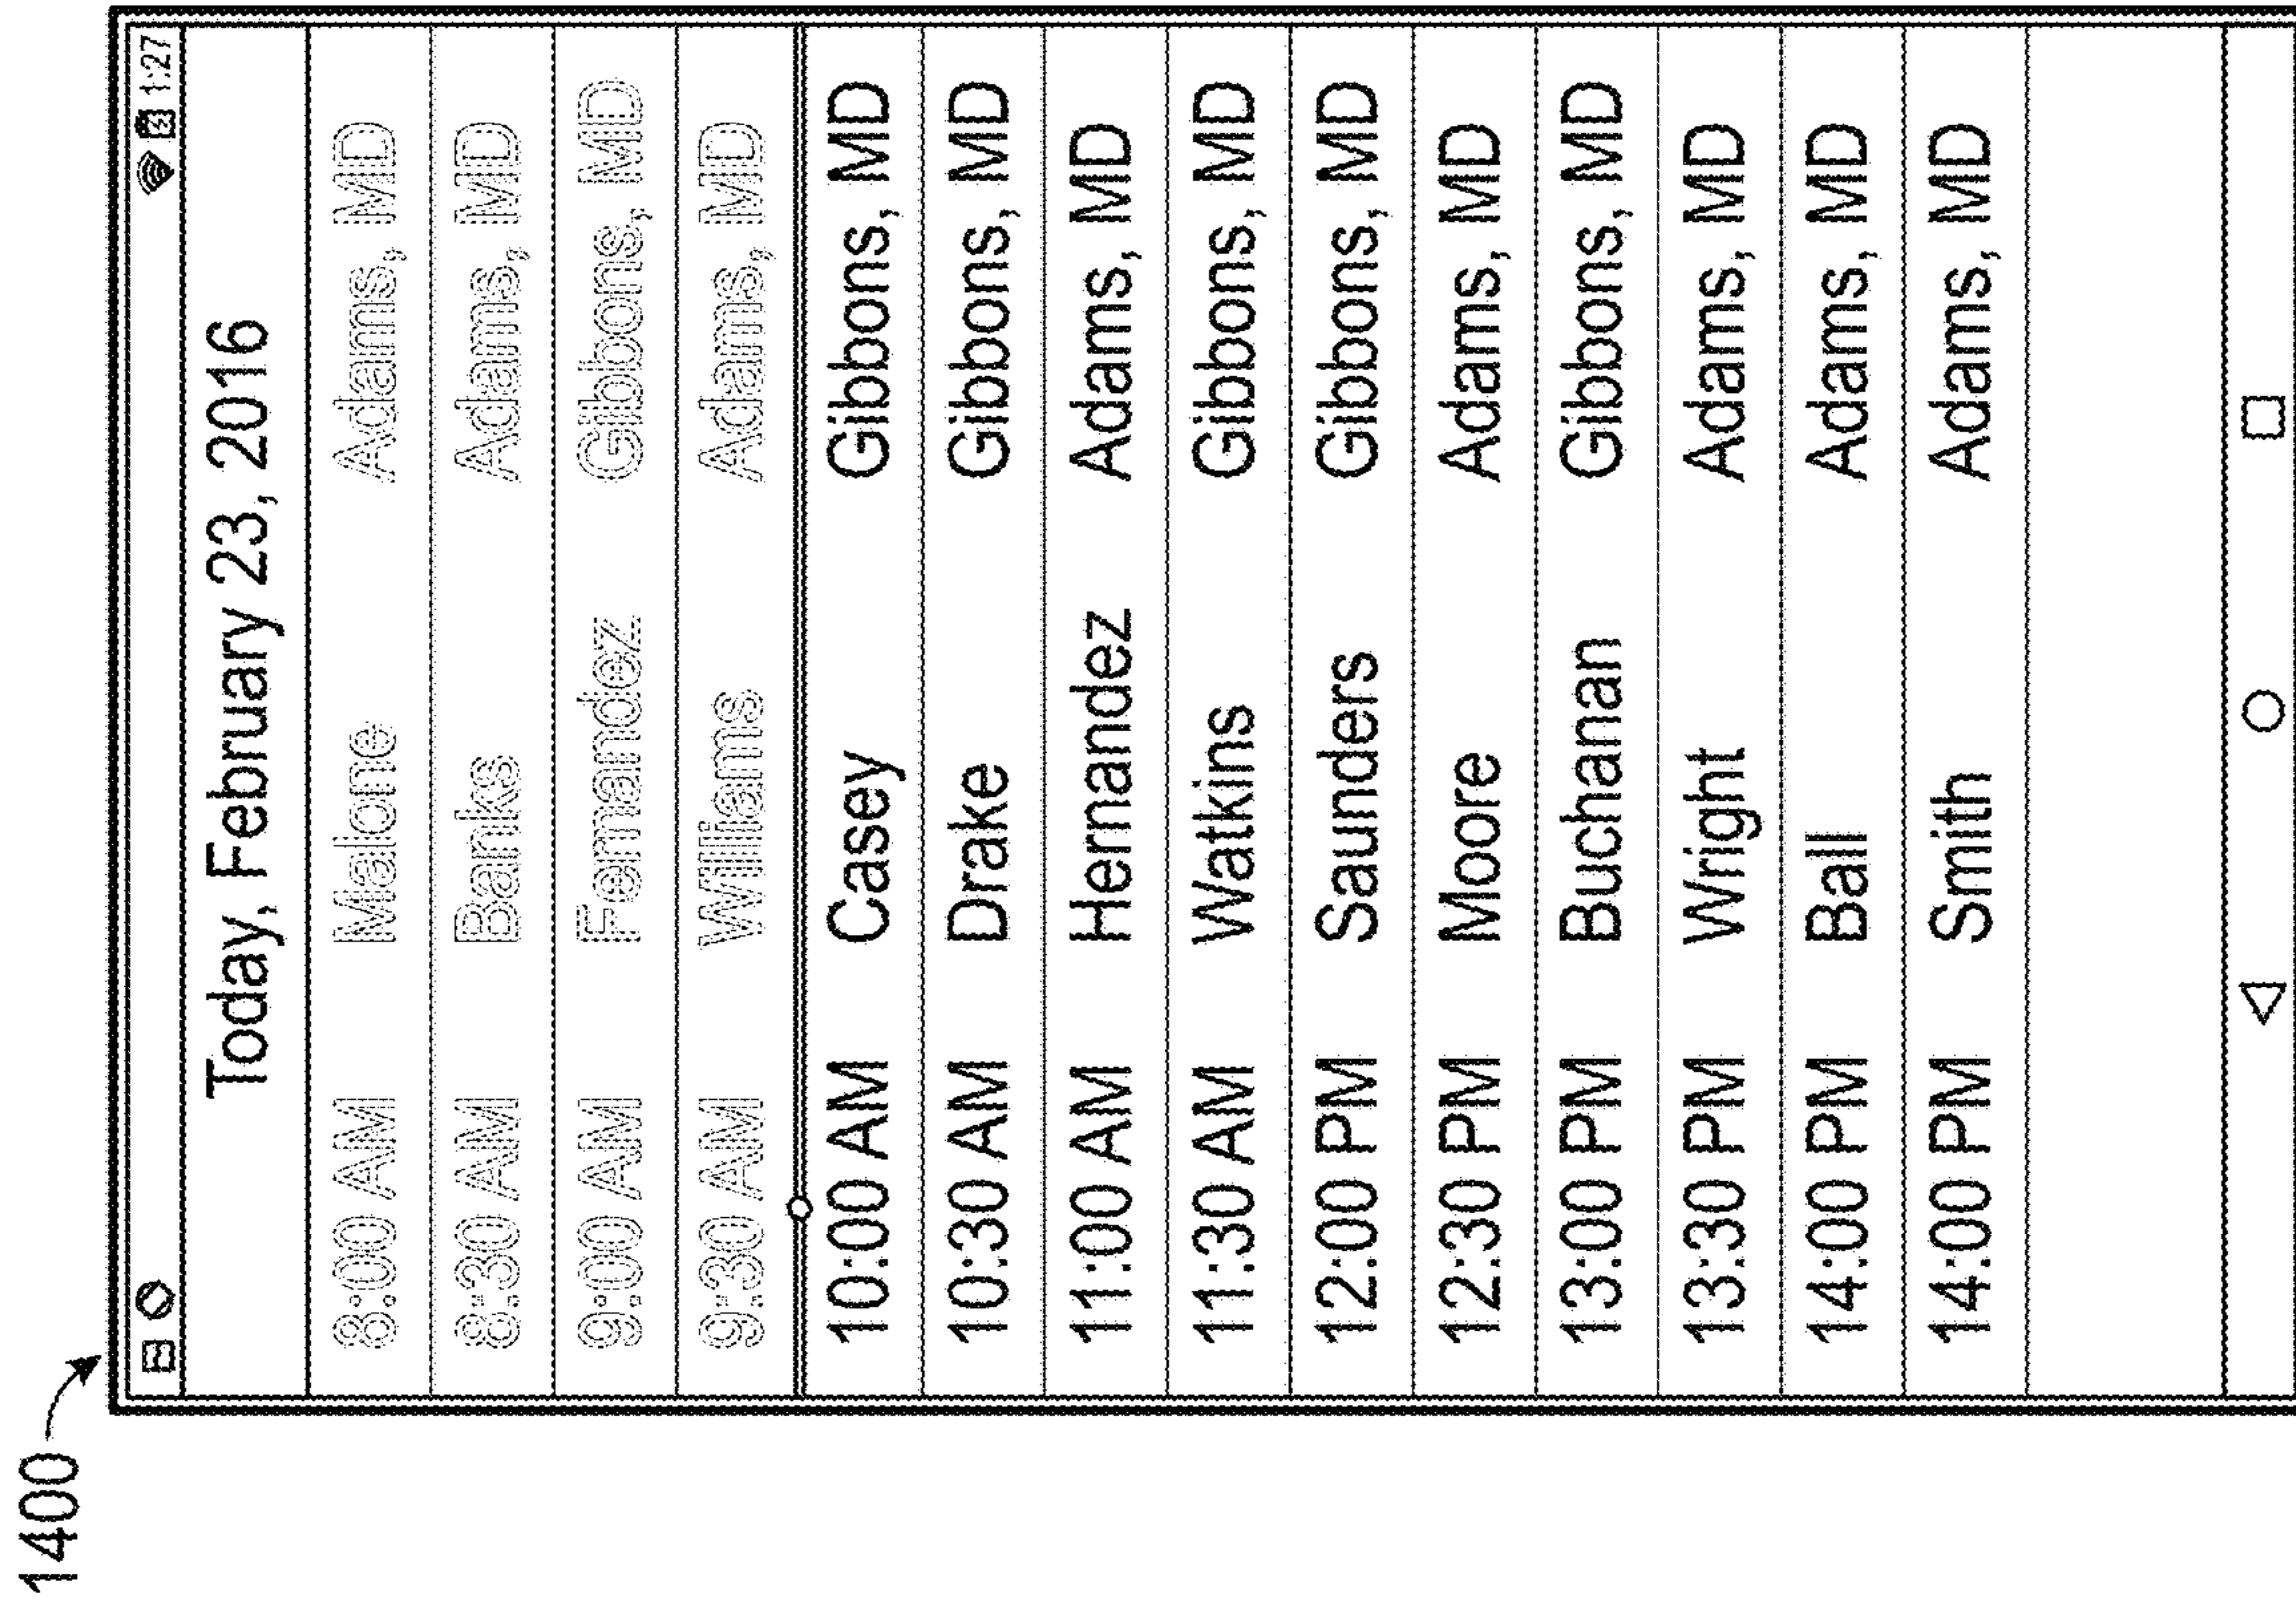 1400
1:27
Today, February 23, 2016
8:00 AM Malone Adams, MD
8:30 AM Banks Adams, MD
9:00 AM Fernandez Gibbons, MD
9:30 AM Williams Adams, MD
10:00 AM Casey Gibbons, MD
10:30 AM Drake Gibbons, MD
11:00 AM Hernandez Adams, MD
11:30 AM Watkins Gibbons, MD
12:00 PM Saunders Gibbons, MD
12:30 PM Moore Adams, MD
13:00 PM Buchanan Gibbons, MD
13:30 PM Wright Adams, MD
14:00 PM Ball Adams, MD
14:00 PM Smith Adams, MD